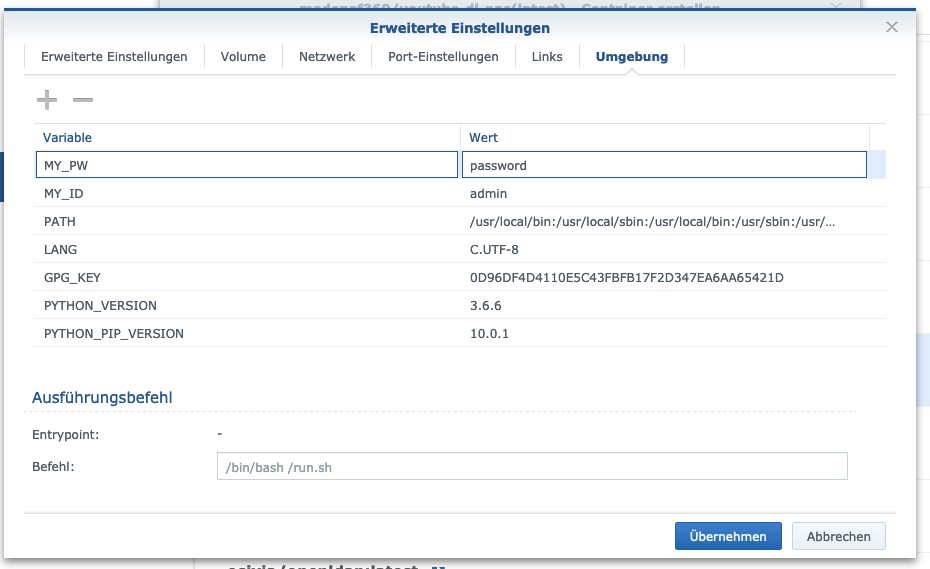 Erweiterte Einstellungen
Erweiterte Einstellungen Volume Netzwerk Port-Einstellungen Links Umgebung
Variable Wert
MY_PW password
MY_ID admin
PATH /usr/local/bin:/usr/local/sbin:/usr/local/bin:/usr/sbin:/usr/...
LANG C.UTF-8
GPG_KEY 0D96DF4D4110E5C43FBFB17F2D347EA6AA65421D
PYTHON_VERSION 3.6.6
PYTHON_PIP_VERSION 10.0.1
Ausführungsbefehl
Entrypoint: -
Befehl: /bin/bash /run.sh
Übernehmen Abbrechen